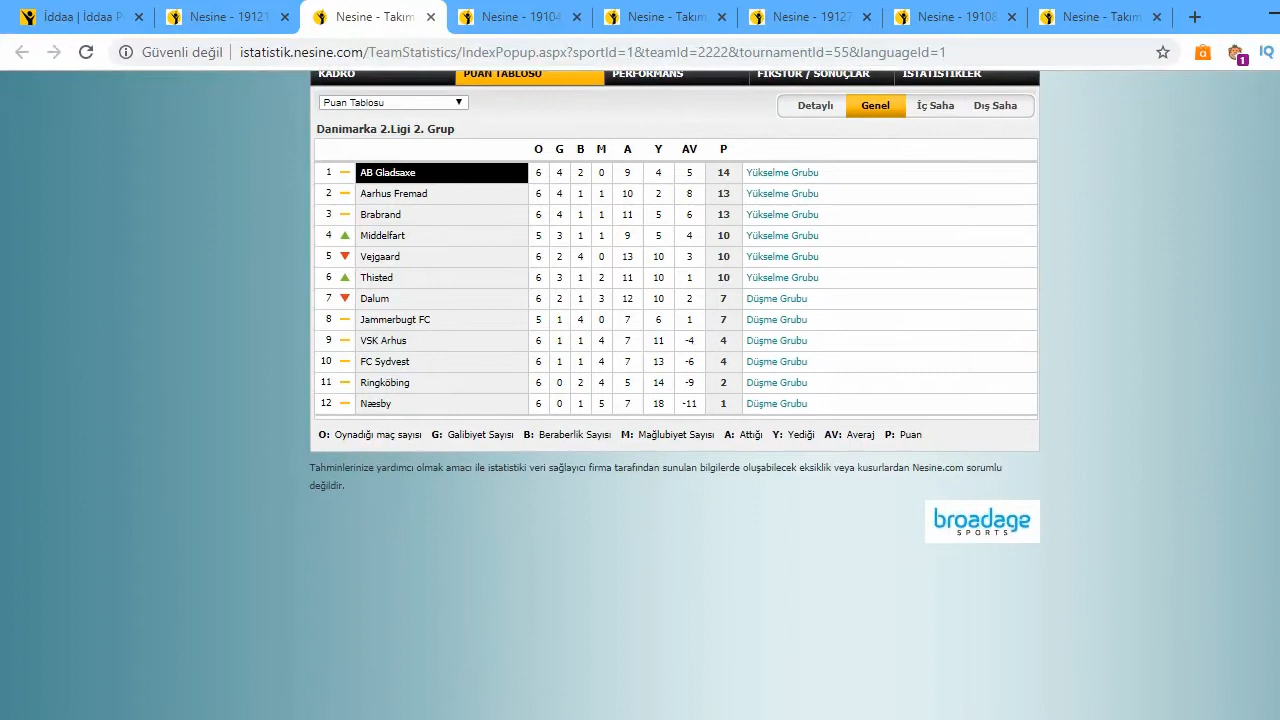 İddaa | İddaa P
Nesine - 19121
Nesine - Takım
Nesine - 19104
Nesine - Takım
Nesine - 19127
Nesine - 19108
Nesine - Takım
Güvenli değil
istatistik.nesine.com/TeamStatistics/IndexPopup.aspx?sportId=1&teamId=2222&turnamentId=55&languageId=1
1
IQ
KADRO PUAN TABLOSU PERFORMANS FİKSTÜR / SONUÇLAR İSTATİSTİKLER
Puan Tablosu Detaylı Genel İç Saha Dış Saha
Danimarka 2.Ligi 2. Grup
O G B M A Y AV P
1 AB Gladsaxe 6 4 2 0 9 4 5 14 Yükselme Grubu
2 Aarhus Fremad 6 4 1 1 10 2 8 13 Yükselme Grubu
3 Brabrand 6 4 1 1 11 5 6 13 Yükselme Grubu
4 Middelfart 5 3 1 1 9 5 4 10 Yükselme Grubu
5 Vejgaard 6 2 4 0 13 10 3 10 Yükselme Grubu
6 Thisted 6 3 1 2 11 10 1 10 Yükselme Grubu
7 Dalum 6 2 1 3 12 10 2 7 Düşme Grubu
8 Jammerbugt FC 5 1 4 0 7 6 1 7 Düşme Grubu
9 VSK Arhus 6 1 1 4 7 11 -4 4 Düşme Grubu
10 FC Sydvest 6 1 1 4 7 13 -6 4 Düşme Grubu
11 Ringköbing 6 0 2 4 5 14 -9 2 Düşme Grubu
12 Næsby 6 0 1 5 7 18 -11 1 Düşme Grubu
O: Oynadığı maç sayısı G: Galibiyet Sayısı B: Beraberlik Sayısı M: Mağlubiyet Sayısı A: Attığı Y: Yediği AV: Averaj P: Puan
Tahminlerinize yardımcı olmak amacı ile istatistiki veri sağlayıcı firma tarafından sunulan bilgilerde oluşabilecek eksiklik veya kusurlardan Nesine.com sorumlu
değildir.
broadage
SPORTS